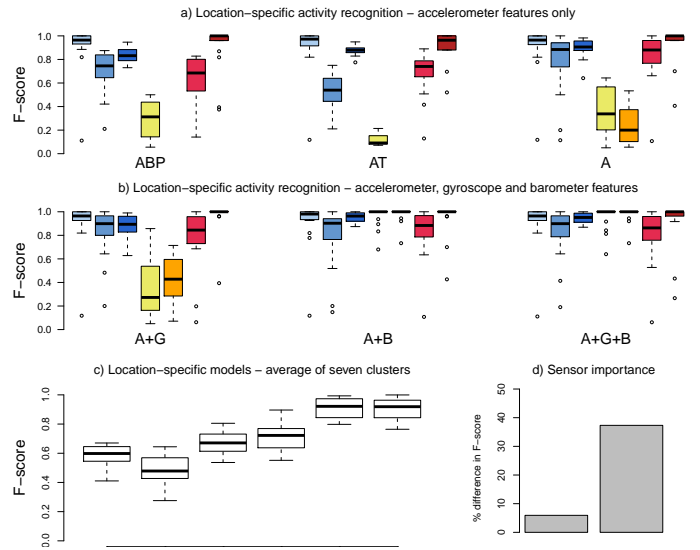 a) Location-specific activity recognition - accelerometer features only
F-score
1.0
0.8
0.6
0.4
0.2
0.0
ABP
AT
A
b) Location-specific activity recognition - accelerometer, gyroscope and barometer features
F-score
1.0
0.8
0.6
0.4
0.2
0.0
A+G
A+B
A+G+B
c) Location-specific models - average of seven clusters
F-score
1.0
0.8
0.6
0.4
0.2
0.0
d) Sensor importance
% difference in F-score
50
40
30
20
10
0